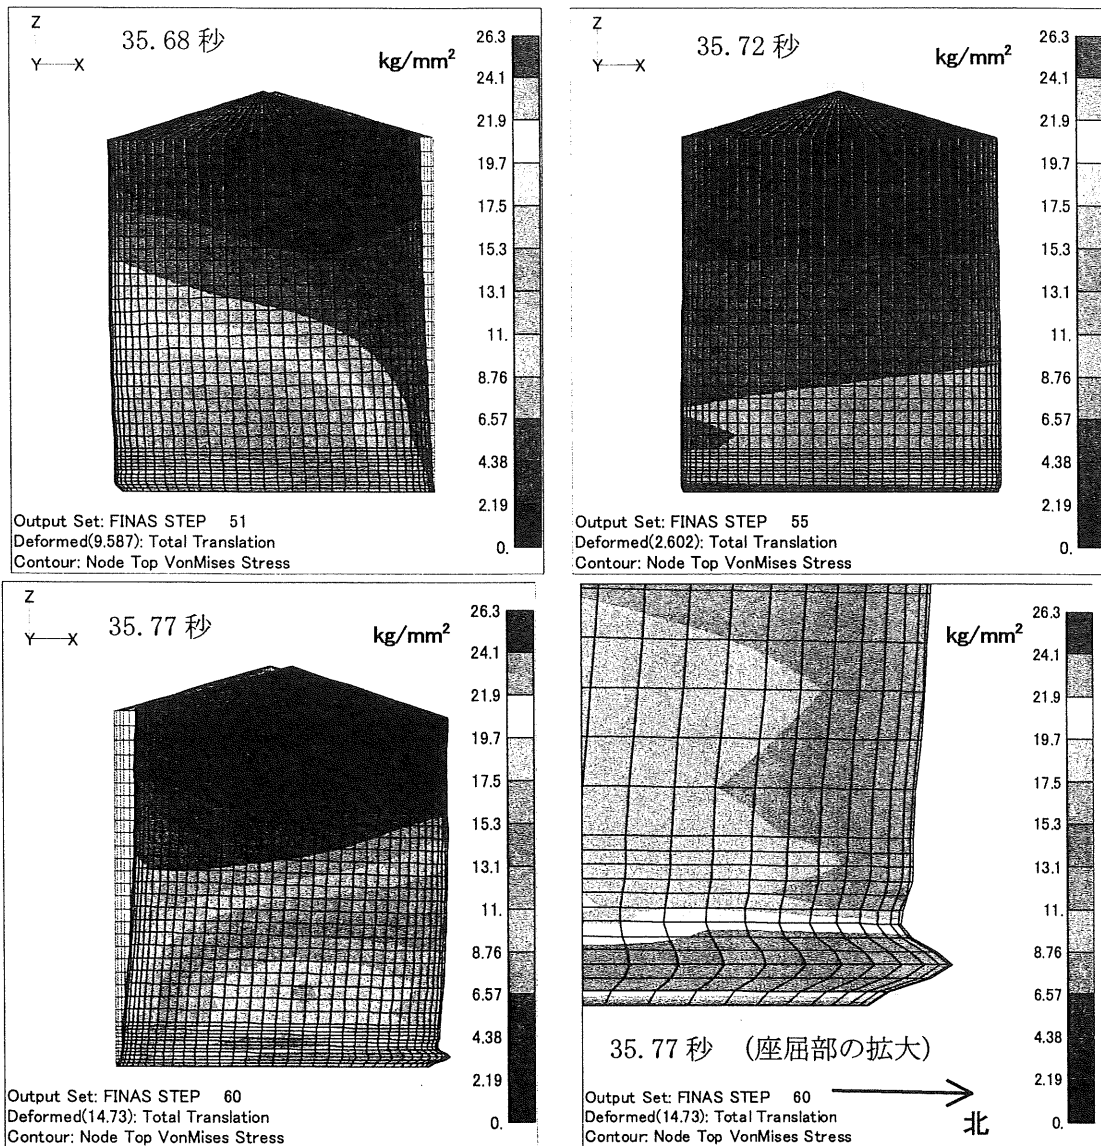 Z
Y X
35.68 秒
kg/mm²
26.3
24.1
21.9
19.7
17.5
15.3
13.1
11.
8.76
6.57
4.38
2.19
0.
Output Set: FINAS STEP 51
Deformed(9.587): Total Translation
Contour: Node Top VonMises Stress
Z
Y X
35.72 秒
kg/mm²
26.3
24.1
21.9
19.7
17.5
15.3
13.1
11.
8.76
6.57
4.38
2.19
0.
Output Set: FINAS STEP 55
Deformed(2.602): Total Translation
Contour: Node Top VonMises Stress
Z
Y X
35.77 秒
kg/mm²
26.3
24.1
21.9
19.7
17.5
15.3
13.1
11.
8.76
6.57
4.38
2.19
0.
Output Set: FINAS STEP 60
Deformed(14.73): Total Translation
Contour: Node Top VonMises Stress
kg/mm²
26.3
24.1
21.9
19.7
17.5
15.3
13.1
11.
8.76
6.57
4.38
2.19
0.
35.77 秒 (座屈部の拡大)
Output Set: FINAS STEP 60
Deformed(14.73): Total Translation
北
Contour: Node Top VonMises Stress